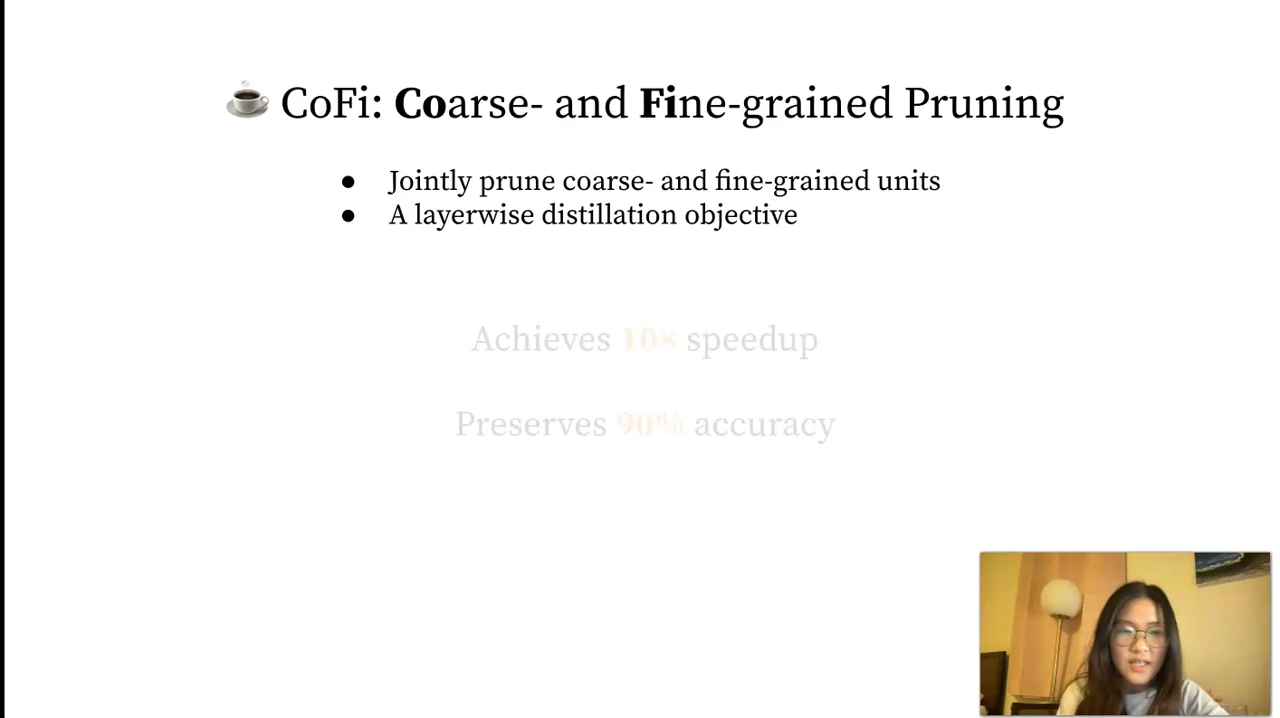 ☕ CoFi: Coarse- and Fine-grained Pruning
● Jointly prune coarse- and fine-grained units
● A layerwise distillation objective
Achieves 10× speedup
Preserves 90% accuracy